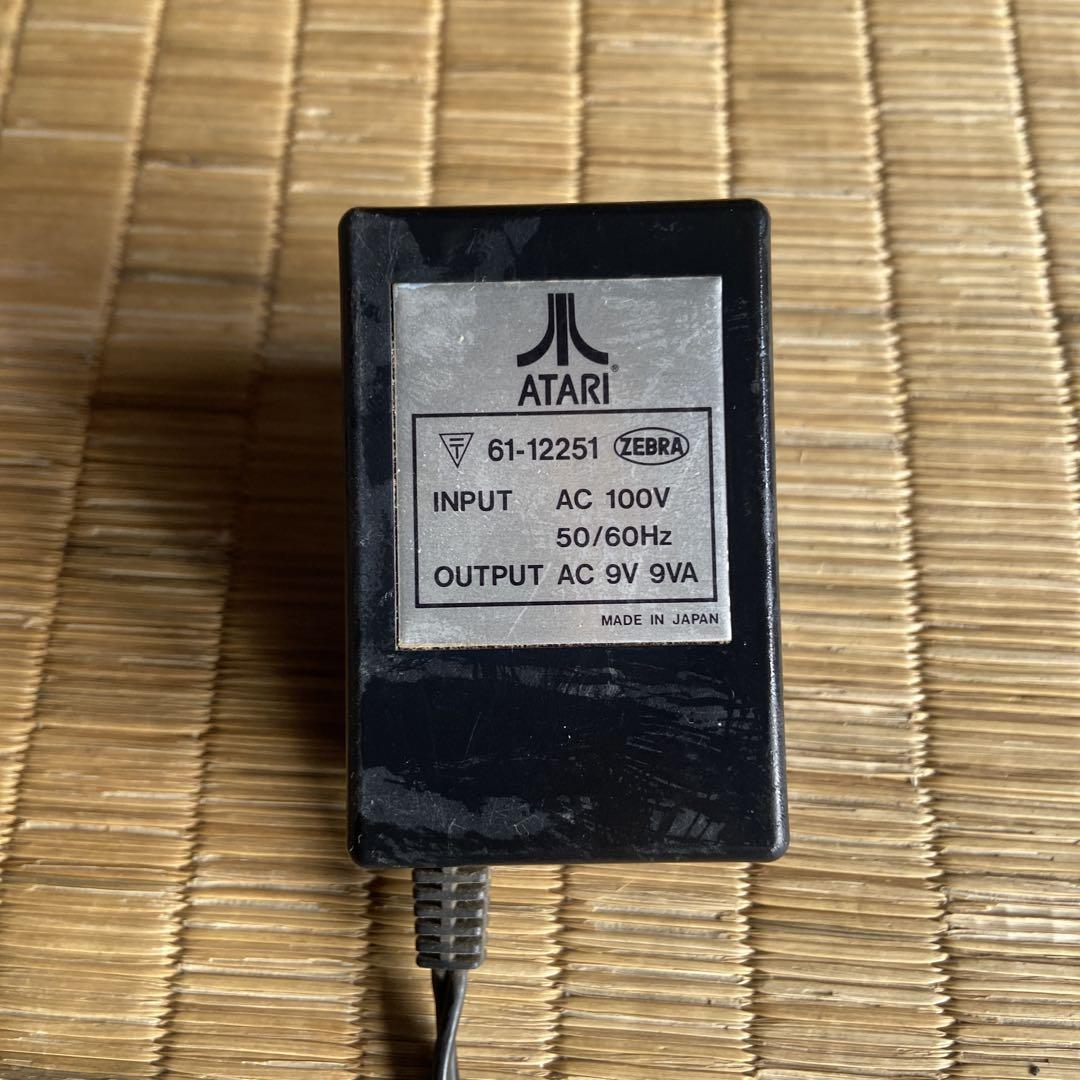 ATARI®
〒 61-12251 ZEBRA
INPUT AC 100V
50/60Hz
OUTPUT AC 9V 9VA
MADE IN JAPAN